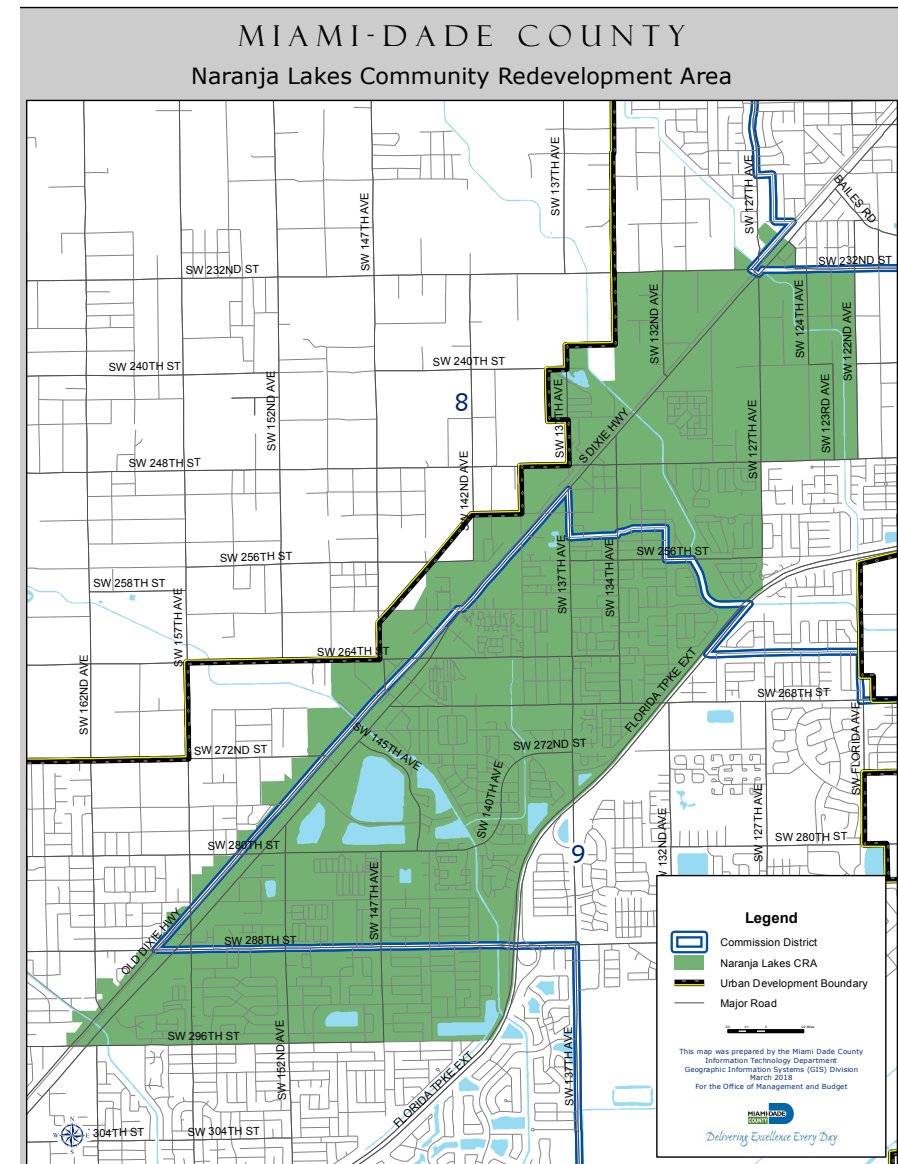 MIAMI-DADE COUNTY
Naranja Lakes Community Redevelopment Area
SW 137TH AVE
SW 127TH AVE
BAILES RD
SW 147TH AVE
SW 232ND ST
SW 232ND ST
SW 132ND AVE
SW 124TH AVE
SW 122ND AVE
SW 240TH ST
SW 240TH ST
SW 152ND AVE
8
SW 137TH AVE
S DIXIE HWY
SW 127TH AVE
SW 123RD AVE
SW 248TH ST
SW 142ND AVE
SW 256TH ST
SW 256TH ST
SW 137TH AVE
SW 134TH AVE
SW 258TH ST
SW 157TH AVE
SW 264TH ST
SW 162ND AVE
FLORIDA TPKE EXT
SW 268TH ST
SW 272ND ST
SW 145TH AVE
SW 272ND ST
SW FLORIDA AVE
SW 140TH AVE
SW 280TH ST
9
SW 132ND AVE
SW 127TH AVE
SW 280TH ST
SW 147TH AVE
OLD DIXIE HWY
SW 288TH ST
SW 296TH ST
SW 152ND AVE
FLORIDA TPKE EXT
SW 137TH AVE
304TH ST
SW 304TH ST
N
W
E
S
Legend
Commission District
Naranja Lakes CRA
Urban Development Boundary
Major Road
This map was prepared by the Miami Dade County
Information Technology Department
Geographic Information Systems (GIS) Division
March 2018
For the Office of Management and Budget
MIAMI-DADE
COUNTY
Delivering Excellence Every Day